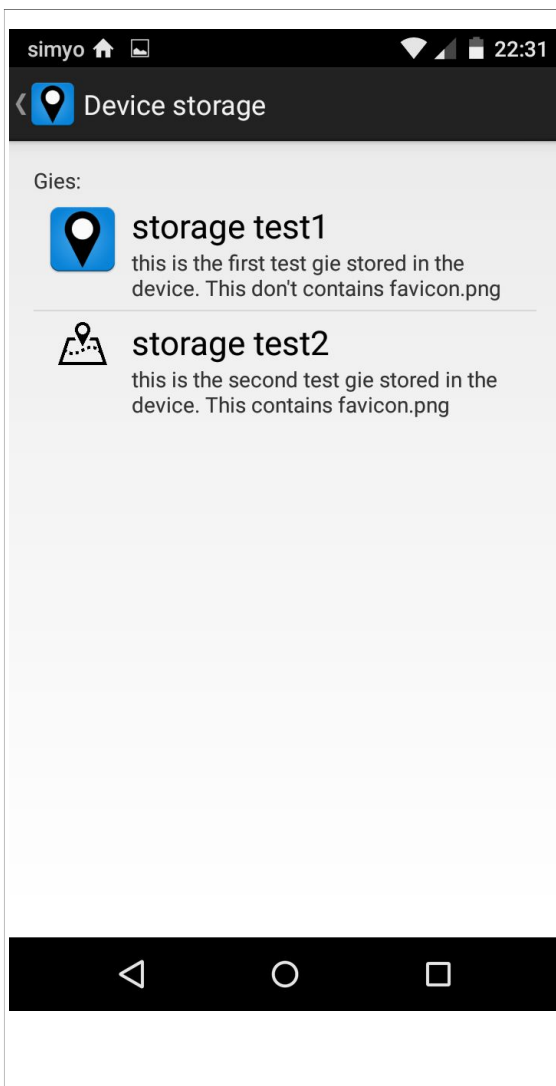 simyo 22:31
Device storage
Gies:
storage test1
this is the first test gie stored in the
device. This don't contains favicon.png
storage test2
this is the second test gie stored in the
device. This contains favicon.png